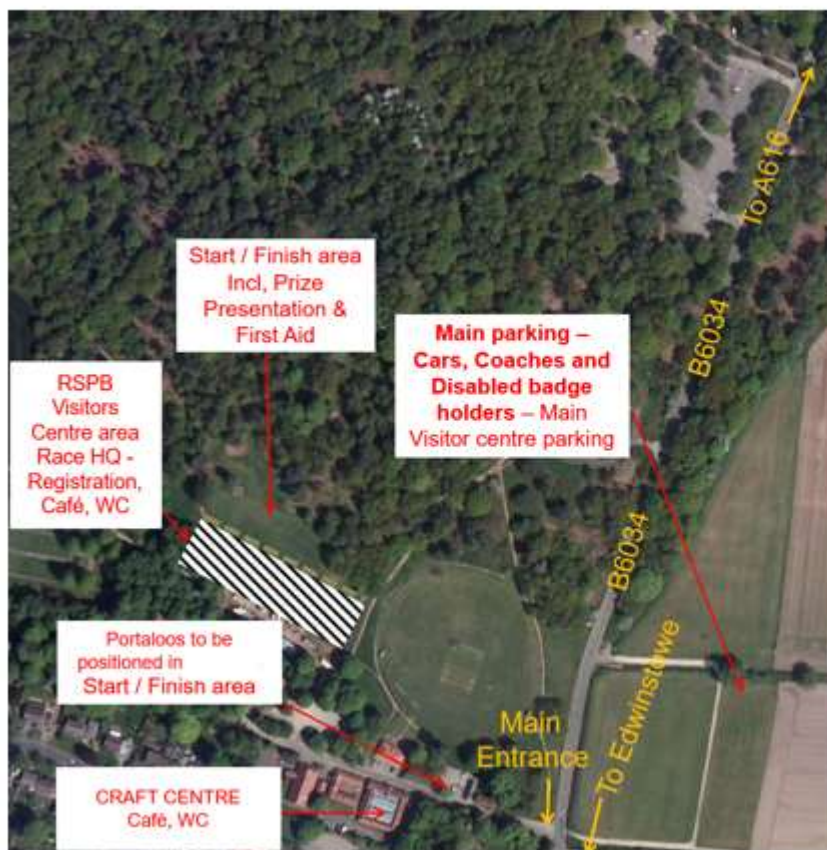 To A616
B6034
Start / Finish area
Incl, Prize
Presentation &
First Aid
Main parking –
Cars, Coaches and
Disabled badge
holders – Main
Visitor centre parking
RSPB
Visitors
Centre area
Race HQ -
Registration,
Café, WC
B6034
Portaloos to be
positioned in
Start / Finish area
Main
Entrance
To Edwinstowe
CRAFT CENTRE
Café, WC